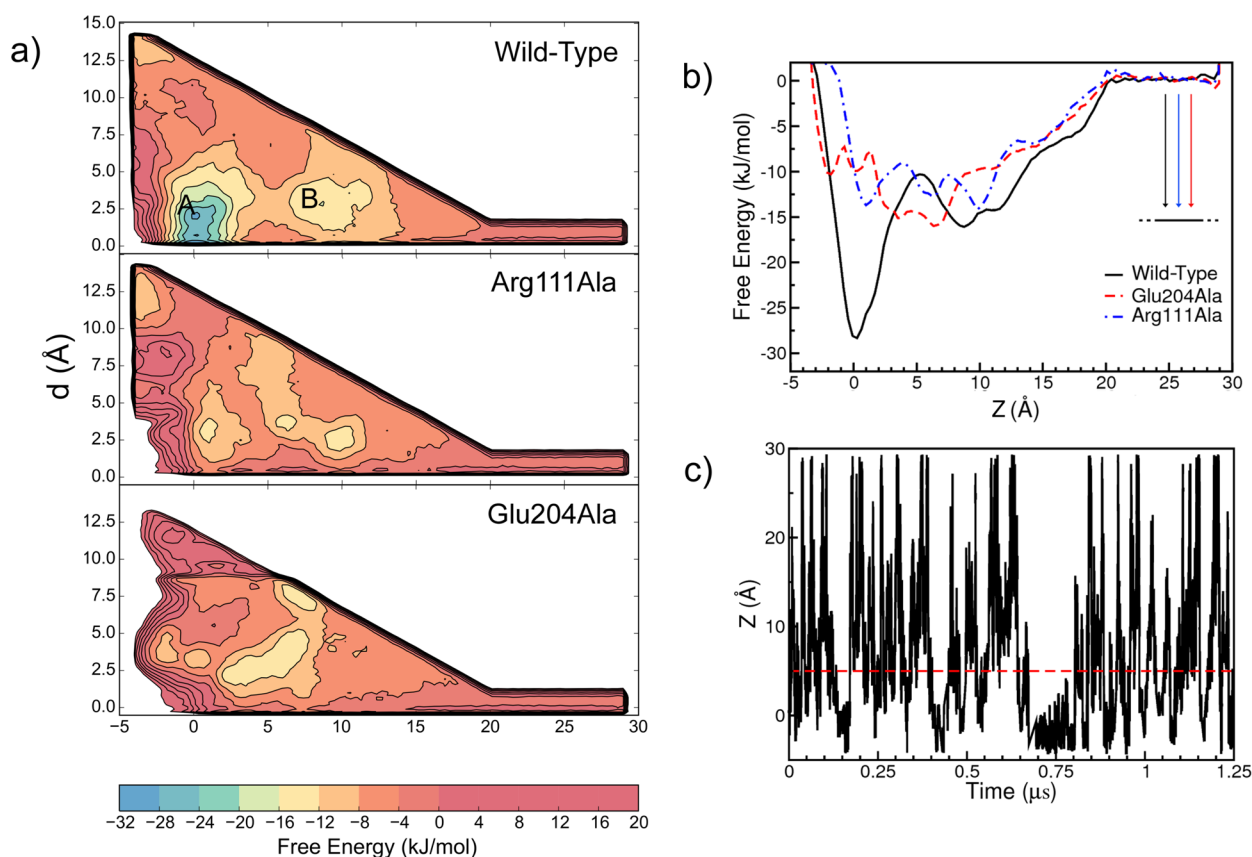 a)
15.0
12.5
10.0
7.5
5.0
2.5
0.0
Wild-Type
A
B
12.5
10.0
7.5
5.0
2.5
0.0
Arg111Ala
d (Å)
12.5
10.0
7.5
5.0
2.5
0.0
Glu204Ala
−5 0 5 10 15 20 25 30
−32 −28 −24 −20 −16 −12 −8 −4 0 4 8 12 16 20
Free Energy (kJ/mol)
b)
Free Energy (kJ/mol)
0
-5
-10
-15
-20
-25
-30
Wild-Type
Glu204Ala
Arg111Ala
-5 0 5 10 15 20 25 30
Z (Å)
c)
Z (Å)
30
20
10
0
0 0.25 0.5 0.75 1 1.25
Time (μs)